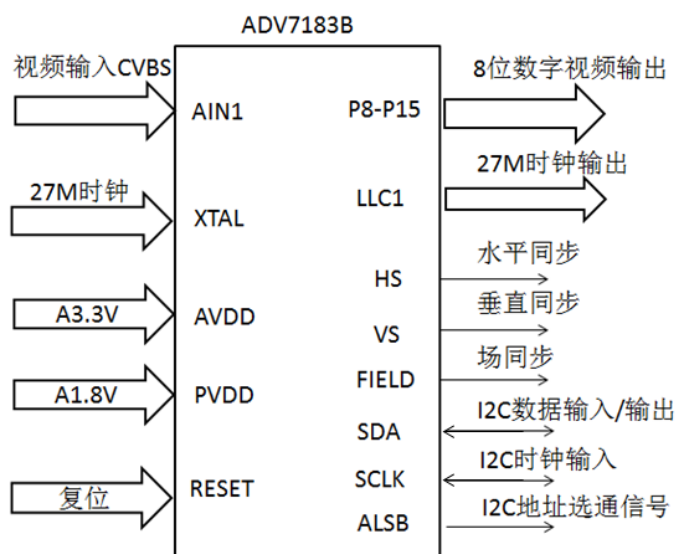 ADV7183B
视频输入CVBS
AIN1
P8-P15
8位数字视频输出
27M时钟
XTAL
LLC1
27M时钟输出
HS
水平同步
A3.3V
AVDD
VS
垂直同步
A1.8V
PVDD
FIELD
场同步
SDA
I2C数据输入/输出
复位
RESET
SCLK
I2C时钟输入
ALSB
I2C地址选通信号